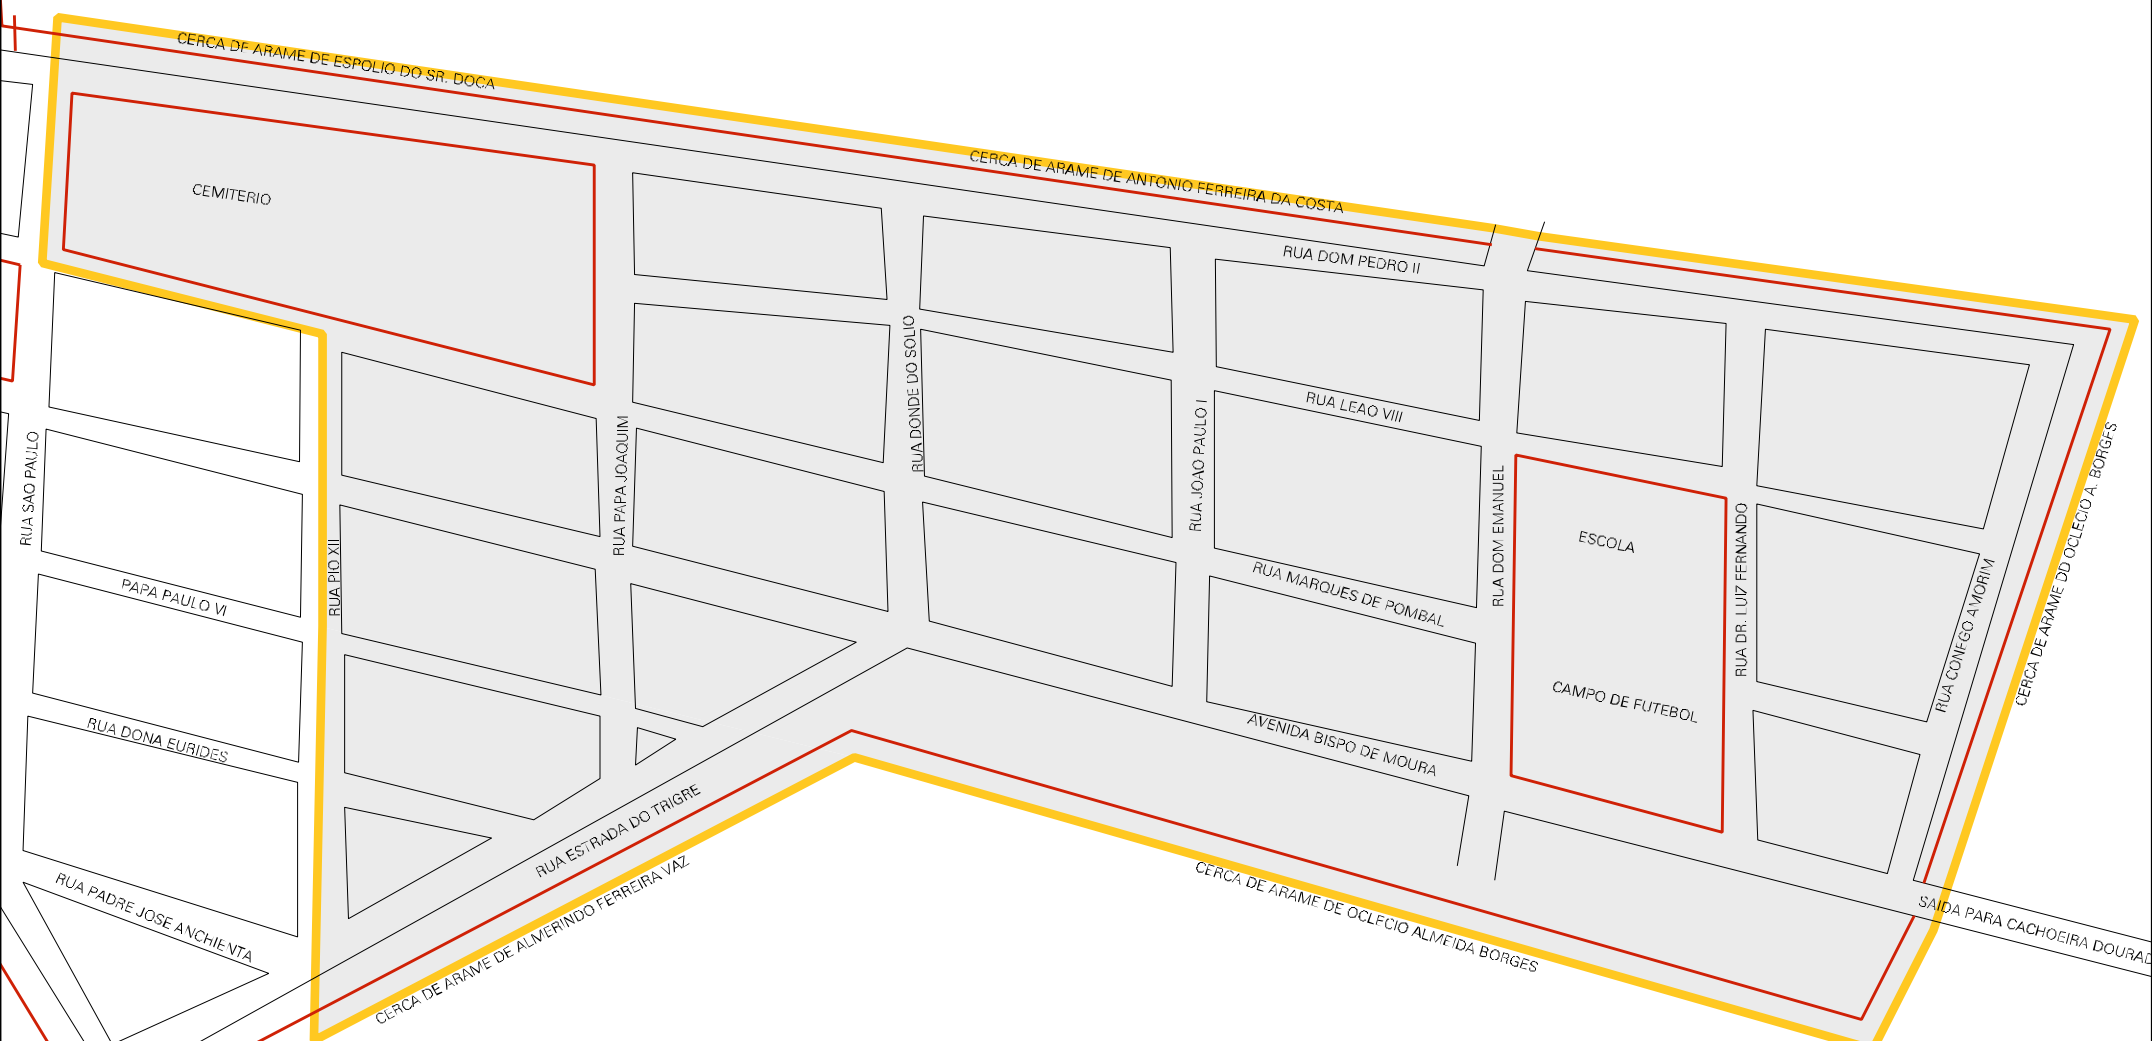 CERCA DE ARAME DE ESPOLIO DO SR. DOCA
CERCA DE ARAME DE ANTONIO FERREIRA DA COSTA
CEMITERIO
RUA DOM PEDRO II
RUA LEAO VIII
RUA DONDE DO SOLIO
RUA JOAO PAULO I
RUA PAPA JOAQUIM
RUA SAO PAULO
RUA PIO XII
RUA DOM EMANUEL
ESCOLA
RUA DR. LUIZ FERNANDO
CERCA DE ARAME DD OCLECIO A. BORGES
RUA CONEGO AMORIM
PAPA PAULO VI
RUA MARQUES DE POMBAL
CAMPO DE FUTEBOL
RUA DONA EURIDES
AVENIDA BISPO DE MOURA
RUA ESTRADA DO TRIGRE
CERCA DE ARAME DE ALMERINDO FERREIRA VAZ
CERCA DE ARAME DE OCLECIO ALMEIDA BORGES
RUA PADRE JOSE ANCHIENTA
SAIDA PARA CACHOEIRA DOURAD